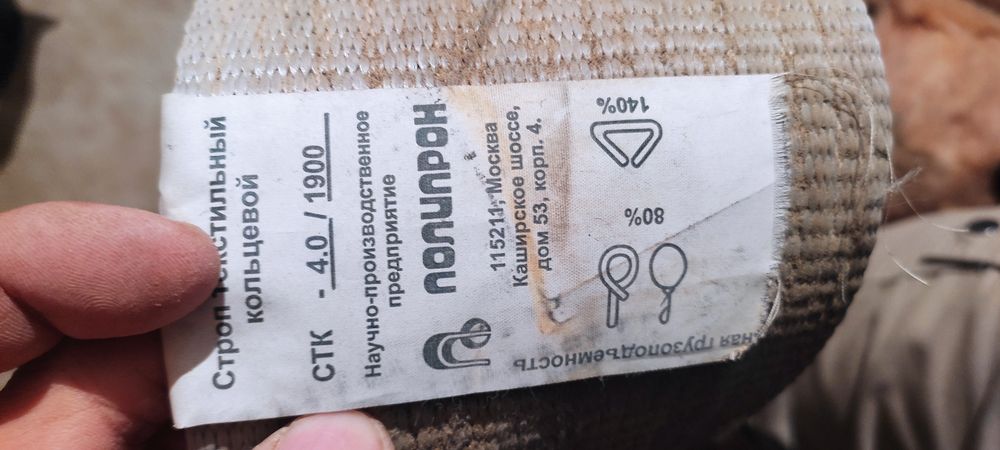 Строп текстильный
кольцевой
СТК - 4.0 / 1900
Научно-производственное
предприятие
ПОЛИПРОН
115211, Москва
Каширское шоссе,
дом 53, корп. 4.
грузоподъемность
80%
140%